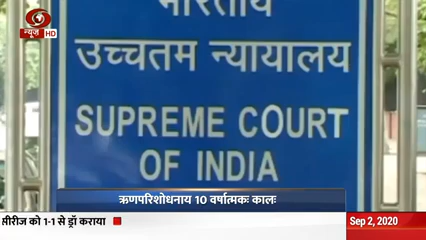 भारतीय
उच्चतम न्यायालय
SUPREME COURT
OF INDIA
न्यूज़ HD
ऋणपरिशोधनाय 10 वर्षात्मकः कालः
सीरीज को 1-1 से ड्रॉ कराया
Sep 2, 2020